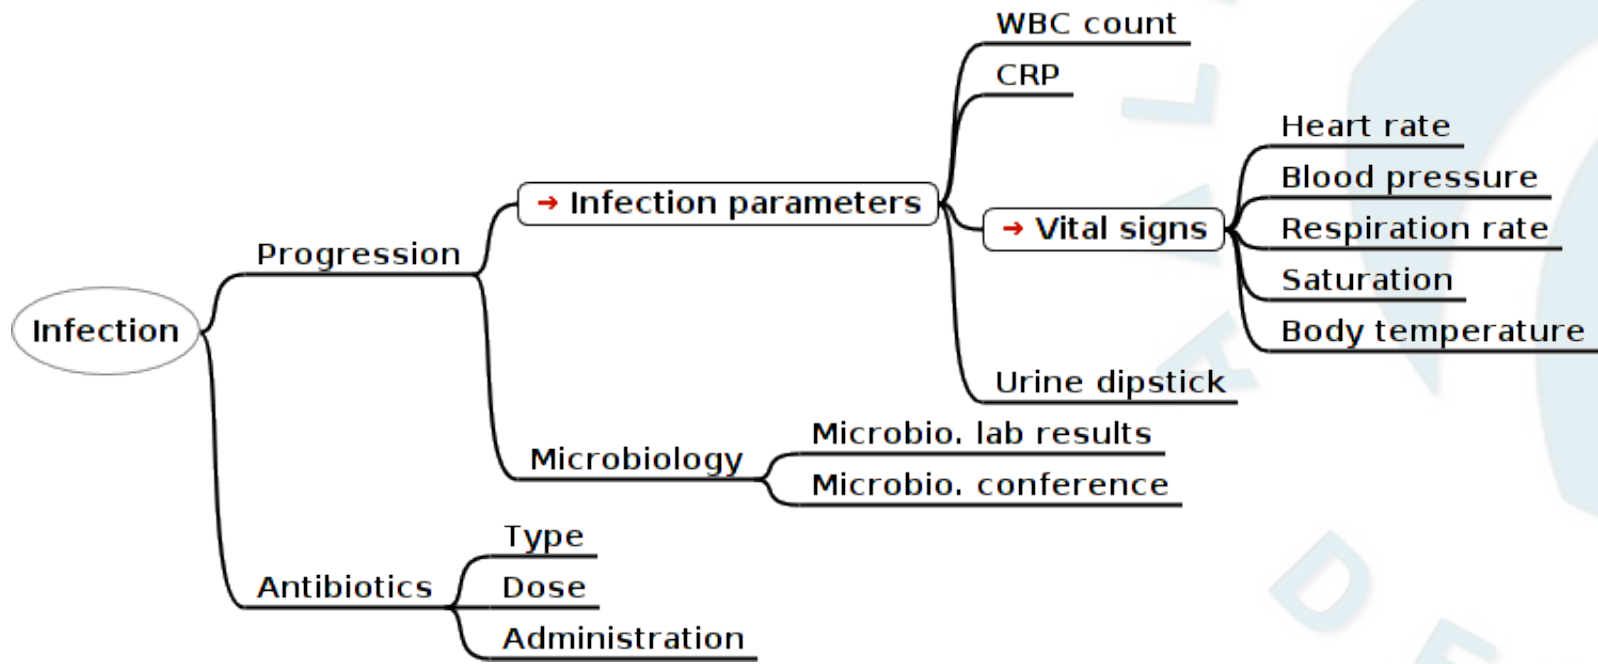 WBC count
CRP
Heart rate
Blood pressure
→ Infection parameters
→ Vital signs
Respiration rate
Progression
Saturation
Infection
Body temperature
Urine dipstick
Microbio. lab results
Microbiology
Microbio. conference
Type
Antibiotics
Dose
Administration